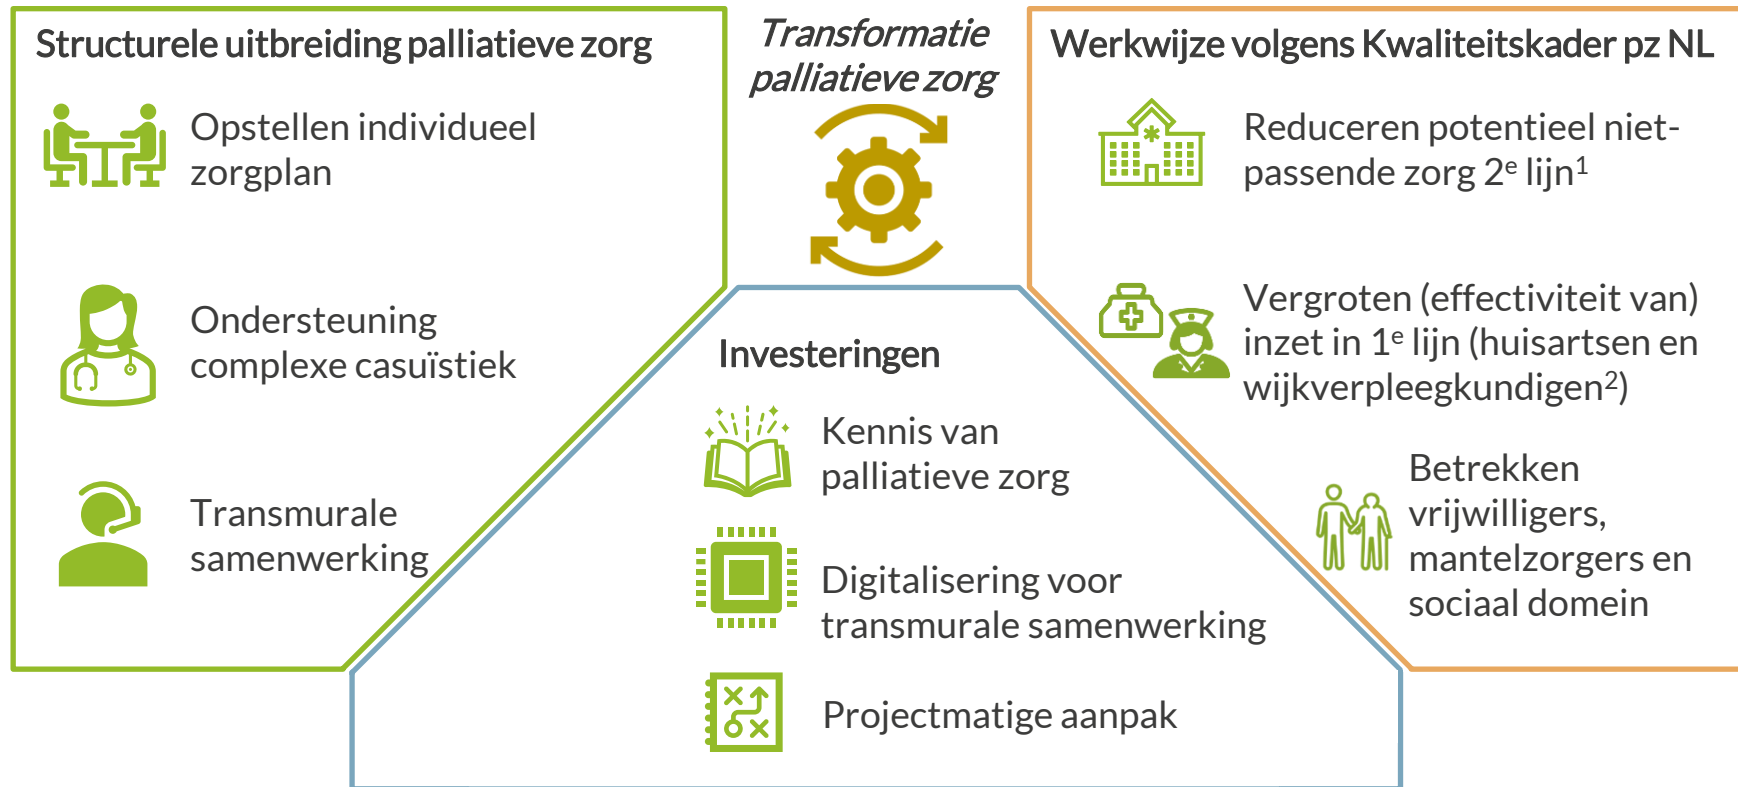 Structurele uitbreiding palliatieve zorg
Opstellen individueel
zorgplan
Ondersteuning
complexe casuïstiek
Transmurale
samenwerking
Transformatie
palliatieve zorg
Investeringen
Kennis van
palliatieve zorg
Digitalisering voor
transmurale samenwerking
Projectmatige aanpak
Werkwijze volgens Kwaliteitskader pz NL
Reduceren potentieel niet-
passende zorg 2ᵉ lijn¹
Vergroten (effectiviteit van)
inzet in 1ᵉ lijn (huisartsen en
wijkverpleegkundigen²)
Betrekken
vrijwilligers,
mantelzorgers en
sociaal domein